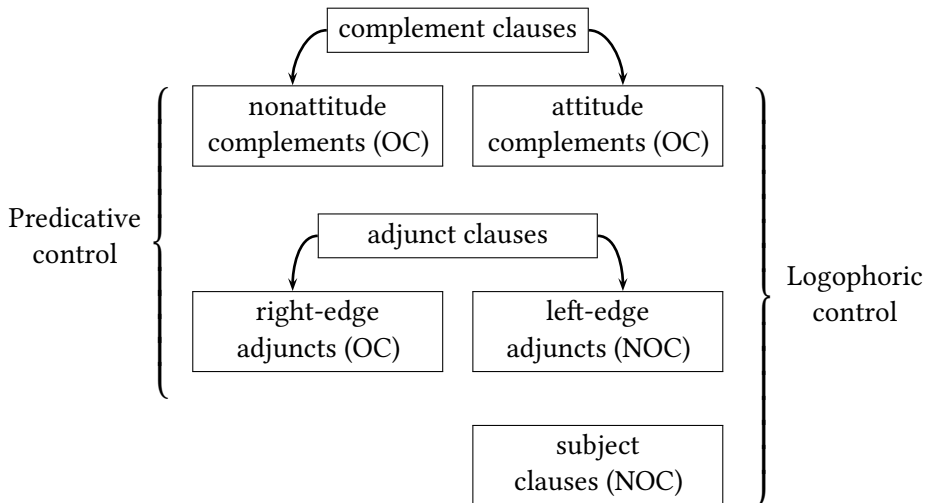 complement clauses
nonattitude
complements (OC)
attitude
complements (OC)
Predicative
control
adjunct clauses
right-edge
adjuncts (OC)
left-edge
adjuncts (NOC)
Logophoric
control
subject
clauses (NOC)